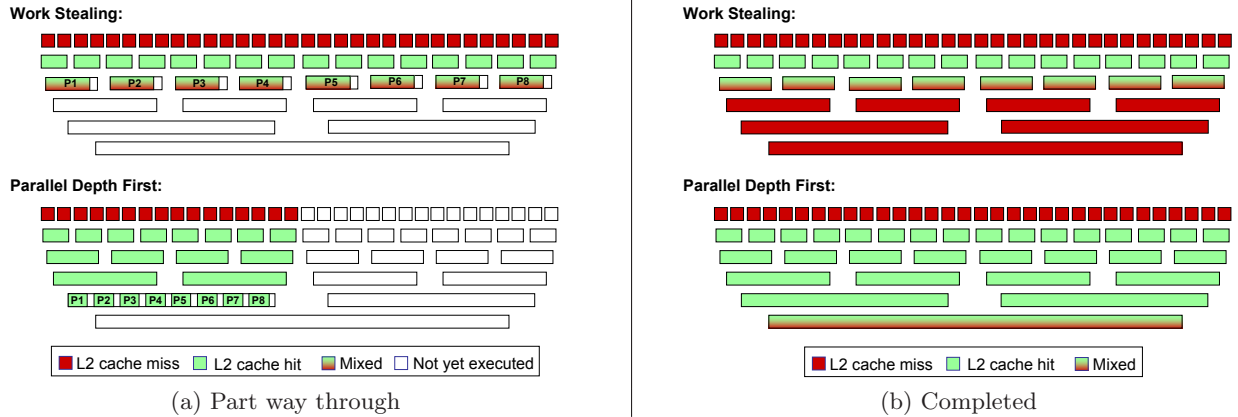 Work Stealing:
P1 P2 P3 P4 P5 P6 P7 P8
Parallel Depth First:
P1 P2 P3 P4 P5 P6 P7 P8
L2 cache miss L2 cache hit Mixed Not yet executed
(a) Part way through
Work Stealing:
Parallel Depth First:
L2 cache miss L2 cache hit Mixed
(b) Completed